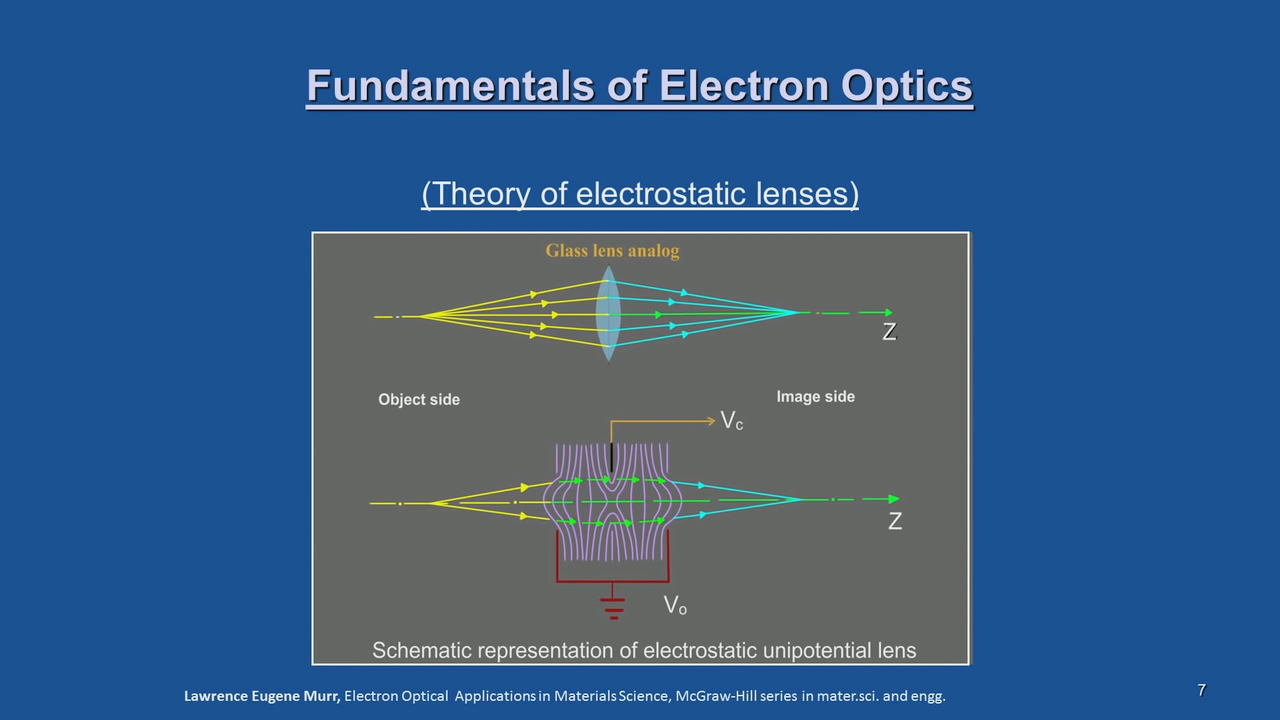 Fundamentals of Electron Optics
(Theory of electrostatic lenses)
Glass lens analog
Z
Object side
Image side
Vc
Z
Vo
Schematic representation of electrostatic unipotential lens
Lawrence Eugene Murr, Electron Optical Applications in Materials Science, McGraw-Hill series in mater.sci. and engg.
7